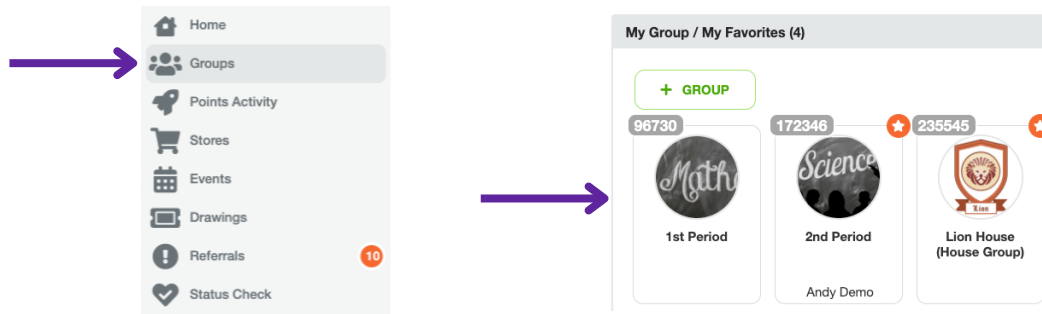 Home
Groups
Points Activity
Stores
Events
Drawings
Referrals
10
Status Check
My Group / My Favorites (4)
+ GROUP
96730
172346
235545
Math
Science
Lion
1st Period
2nd Period
Lion House
(House Group)
Andy Demo